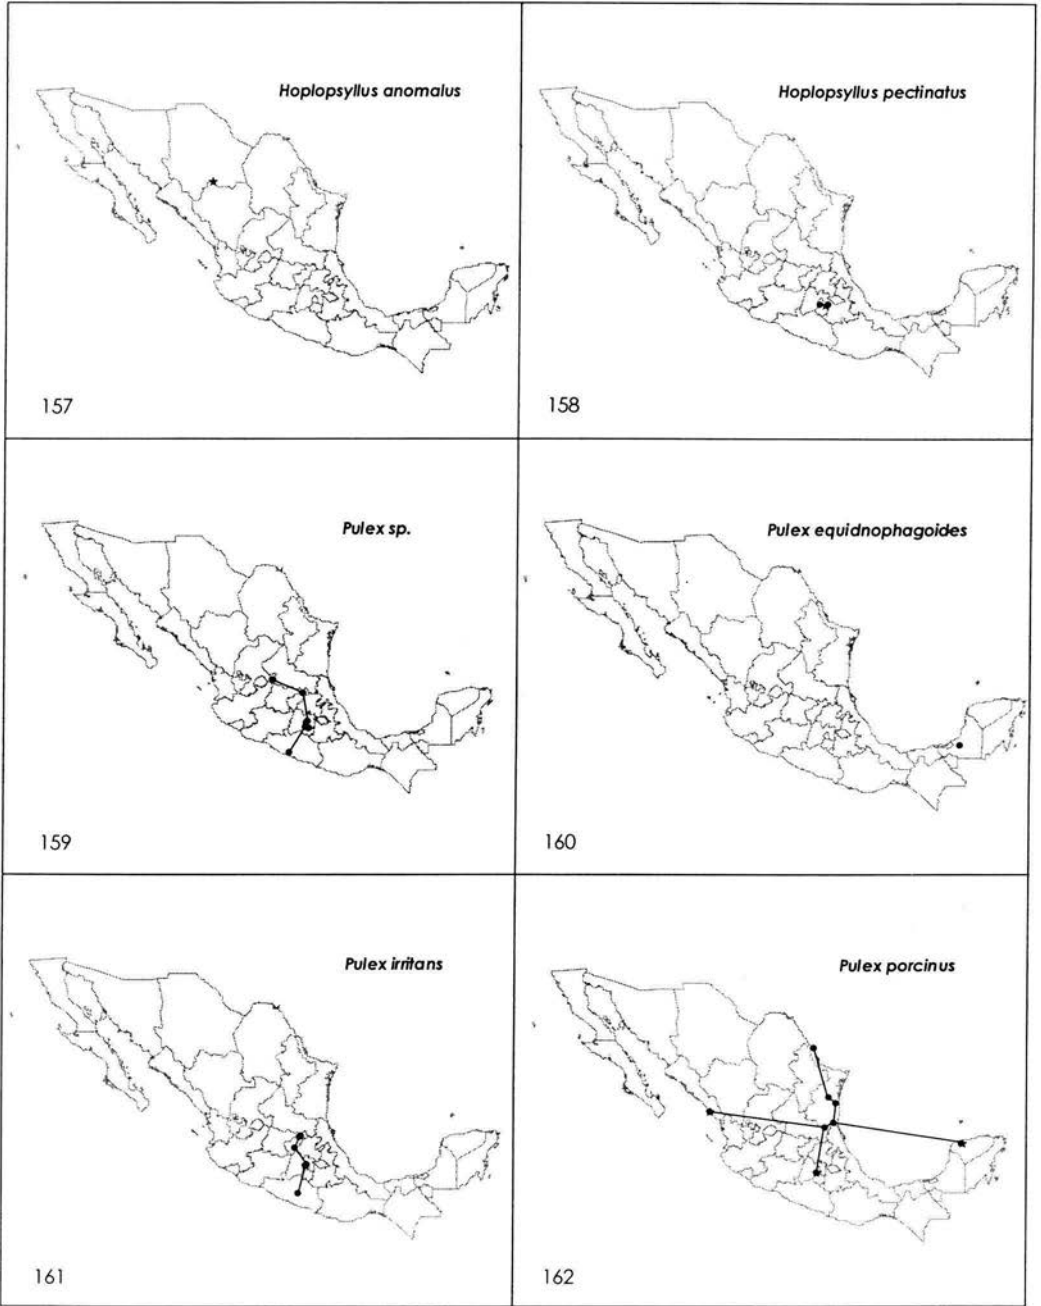 Hoplopsyllus anomalus
157
Hoplopsyllus pectinatus
158
Pulex sp.
159
Pulex equidnophagoides
160
Pulex irritans
161
Pulex porcinus
162